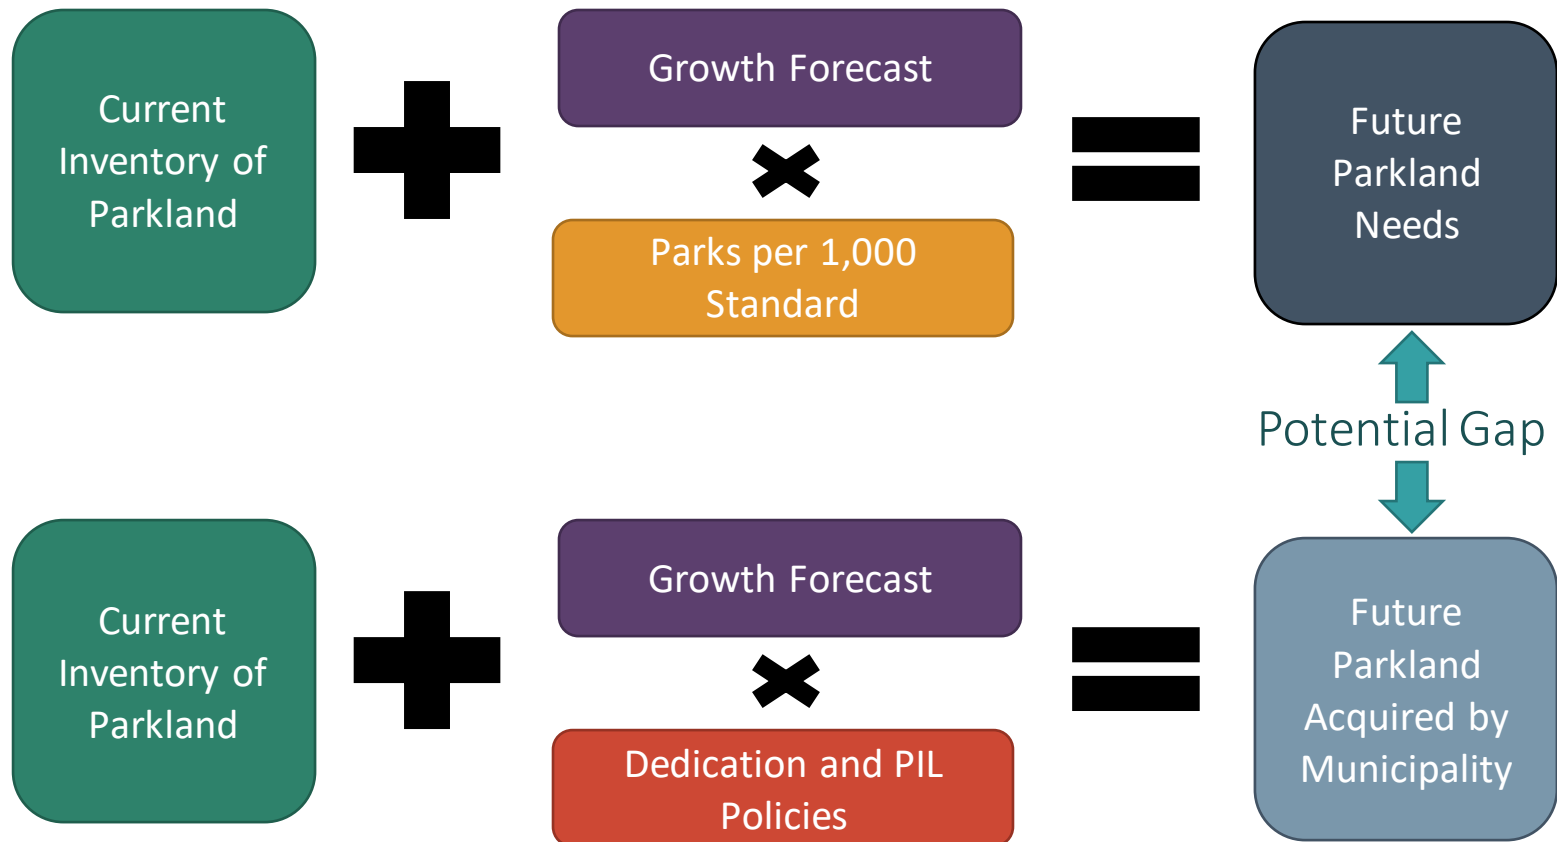 Current
Inventory of
Parkland
Growth Forecast
Parks per 1,000
Standard
Future
Parkland
Needs
Potential Gap
Current
Inventory of
Parkland
Growth Forecast
Dedication and PIL
Policies
Future
Parkland
Acquired by
Municipality